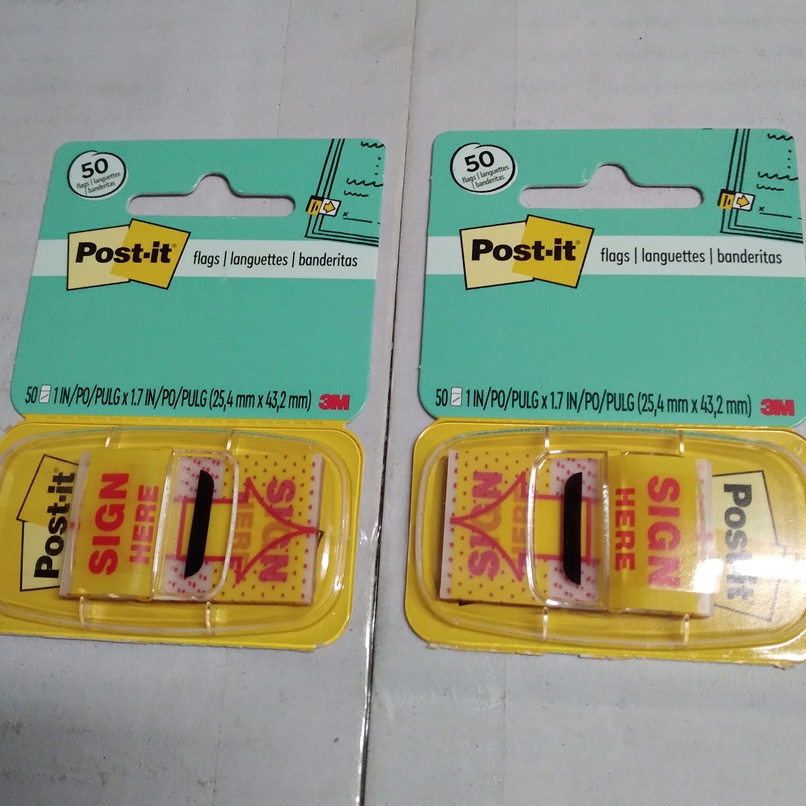 50
flags | languettes
banderitas
Post-it®
flags | languettes | banderitas
50 1 IN/PO/PULG x 1.7 IN/PO/PULG (25,4 mm x 43,2 mm) 3M
Post-it
SIGN
HERE
HERE
SIGN
50
flags | languettes
banderitas
Post-it®
flags | languettes | banderitas
50 1 IN/PO/PULG x 1.7 IN/PO/PULG (25,4 mm x 43,2 mm) 3M
SIGN
HERE
HERE
SIGN
Post-it